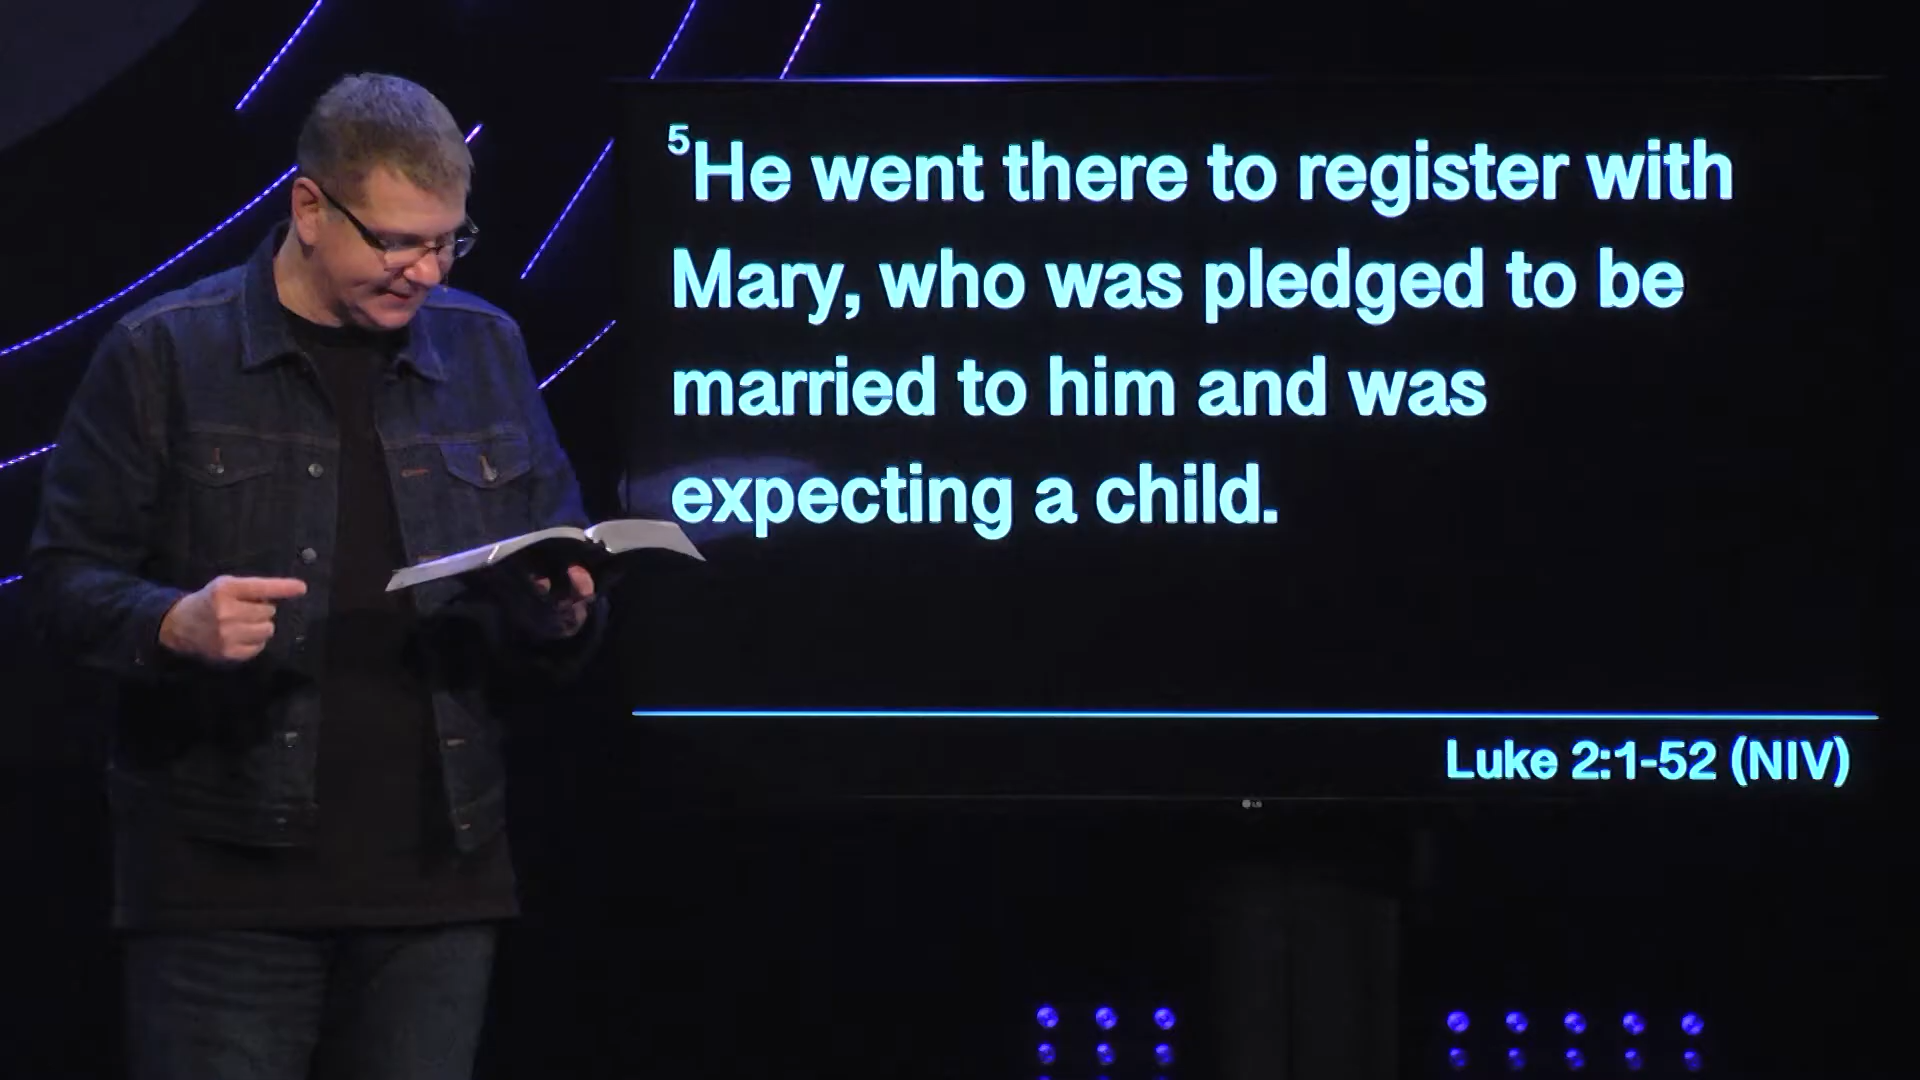 ⁵He went there to register with
Mary, who was pledged to be
married to him and was
expecting a child.
Luke 2:1-52 (NIV)
LG